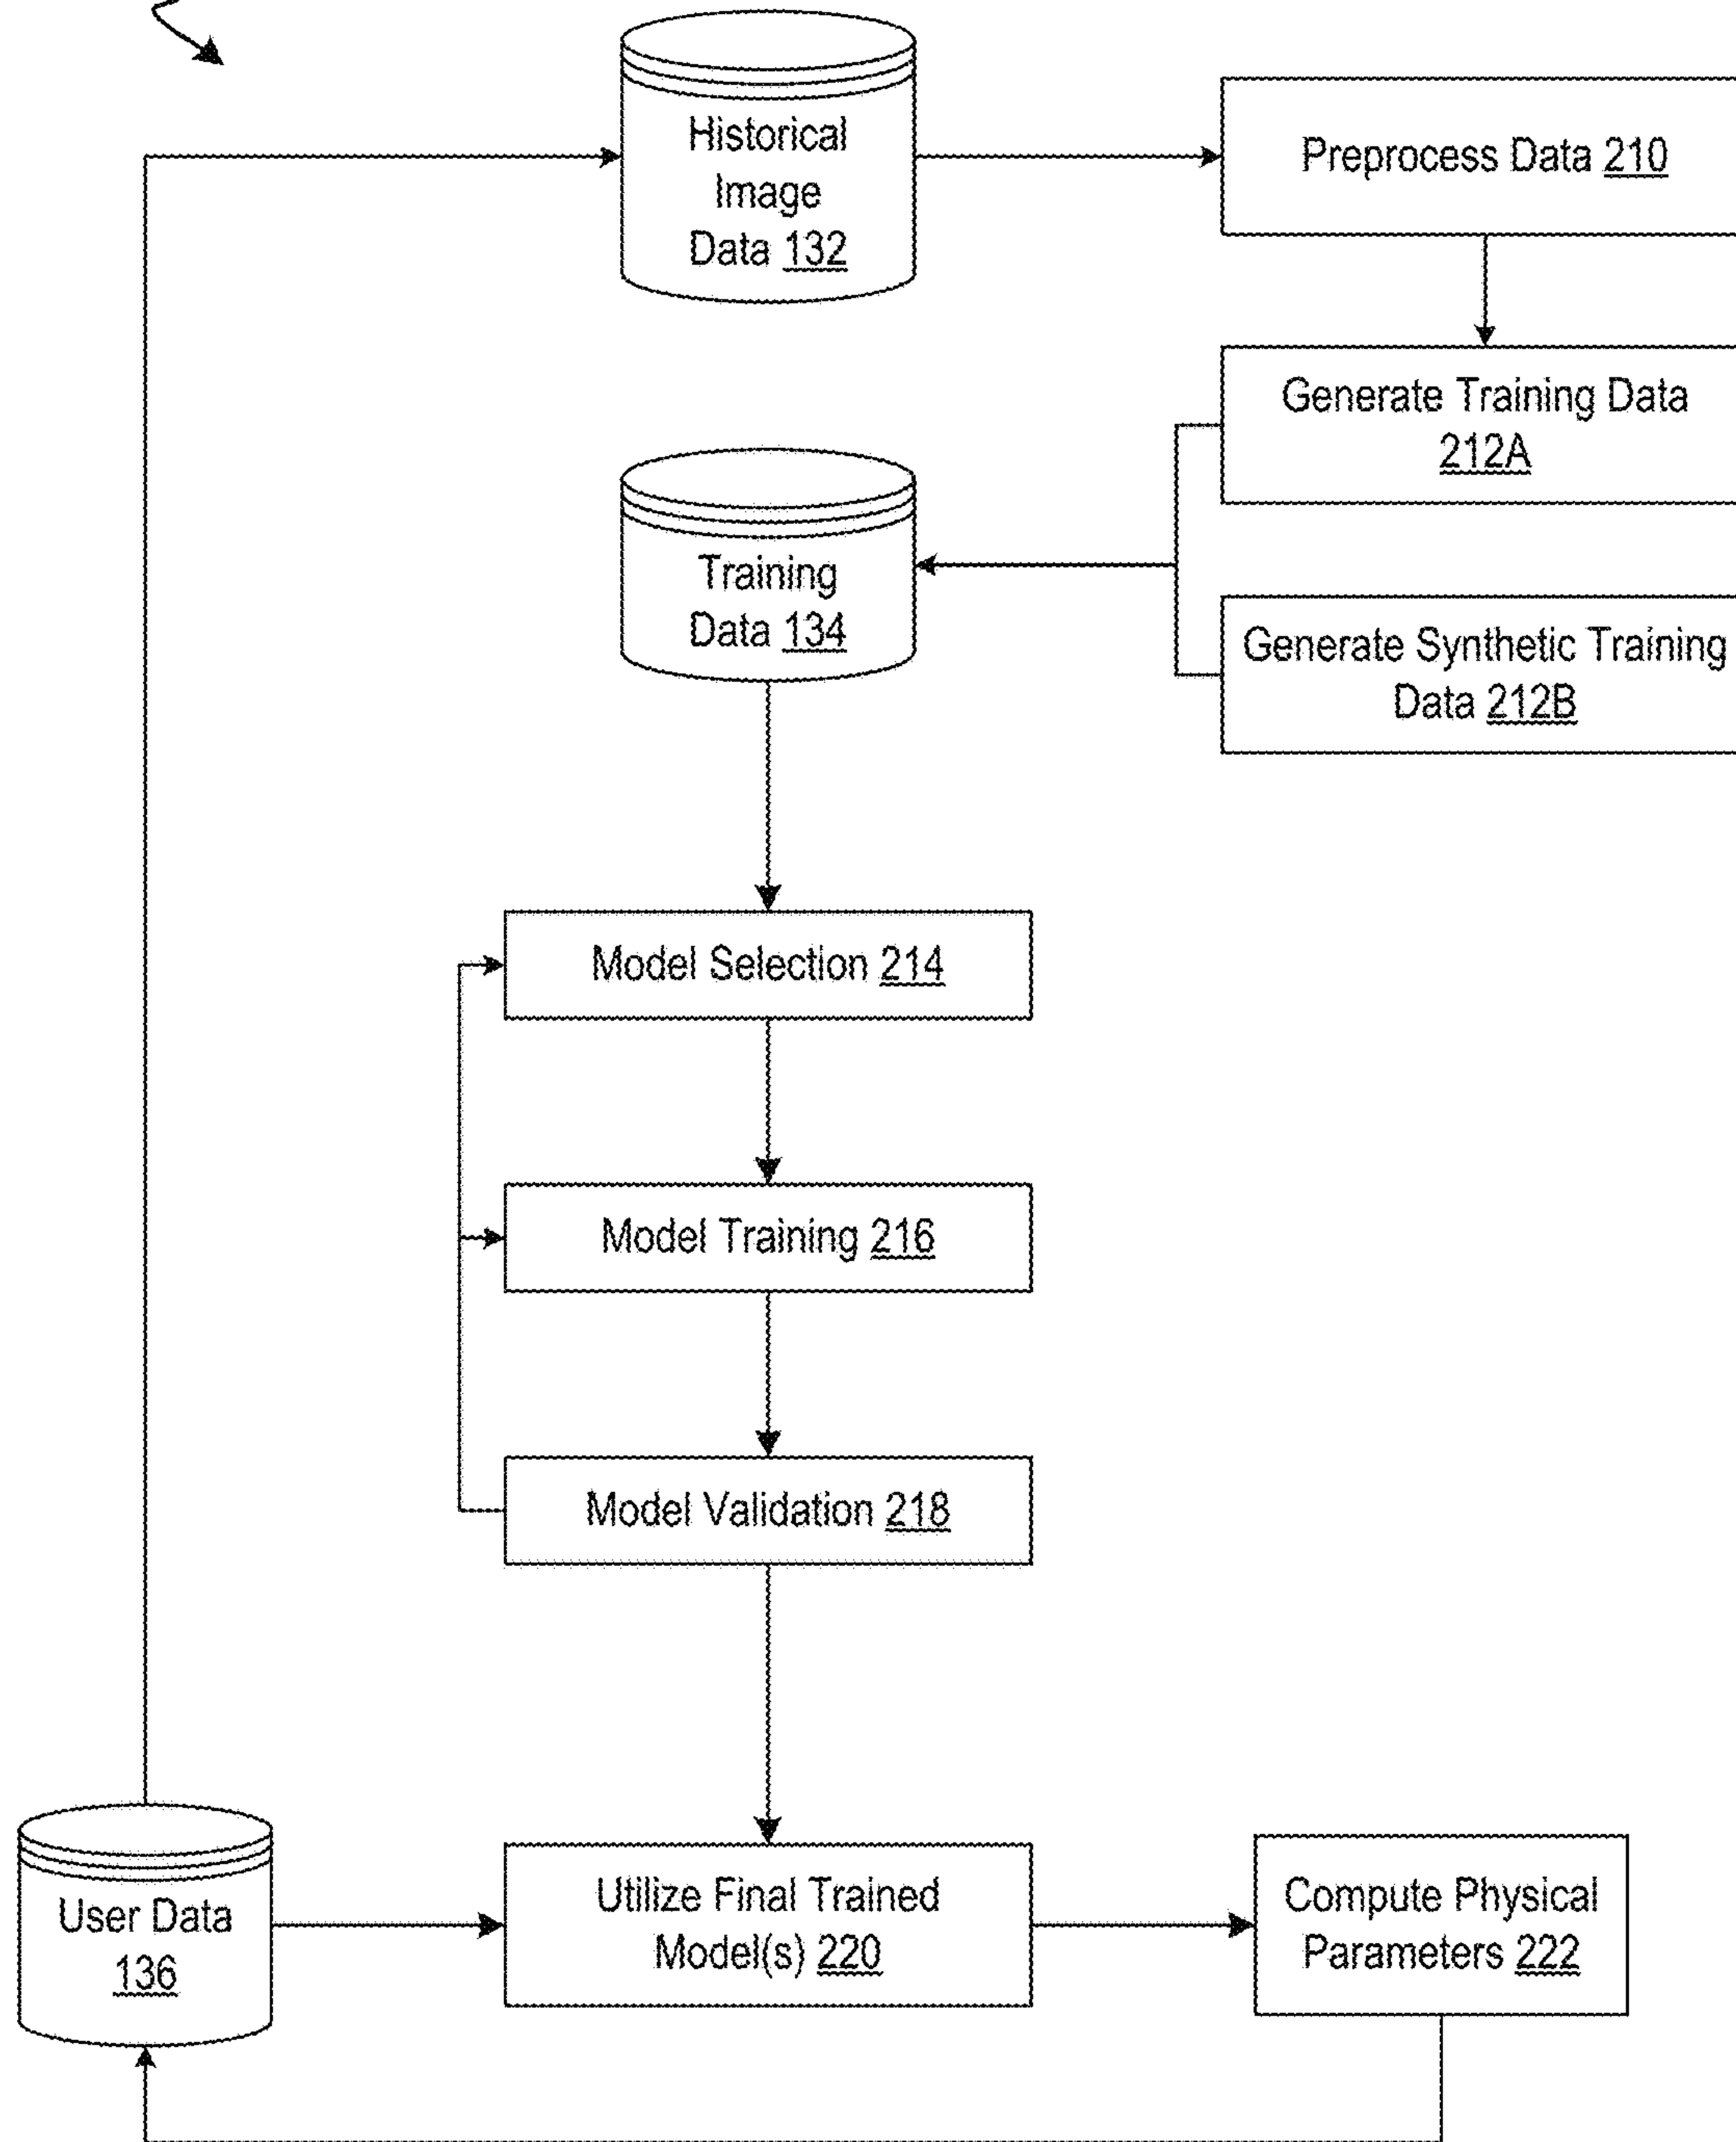 Historical
Image
Data 132
Preprocess Data 210
Generate Training Data
212A
Training
Data 134
Generate Synthetic Training
Data 212B
Model Selection 214
Model Training 216
Model Validation 218
User Data
136
Utilize Final Trained
Model(s) 220
Compute Physical
Parameters 222